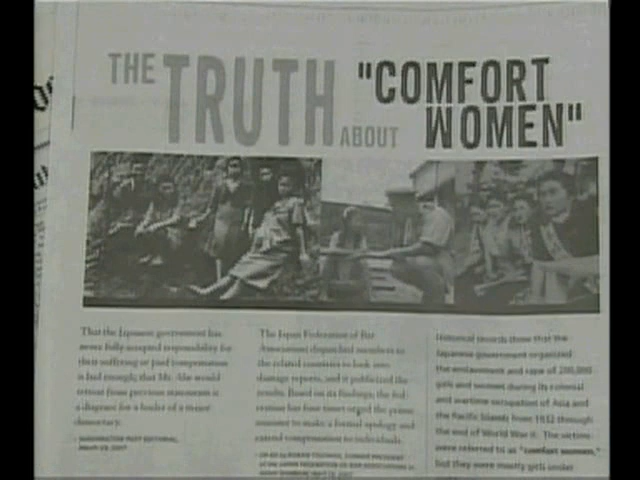 THE TRUTH ABOUT "COMFORT WOMEN"
That the Japanese government has
never fully accepted responsibility for
their suffering or paid compensation
is bad enough; that Mr. Abe would
retreat from previous statements is
a disgrace for a leader of a major
democracy.
WASHINGTON POST EDITORIAL,
The Japan Federation of Bar
Associations dispatched members to
the related countries to look into
damage reports, and it publicized the
results. Based on its findings, the fed-
eration has four times urged the prime
minister to make a formal apology and
extend compensation to individuals.
Historical records show that the
Japanese government organized
the enslavement and rape of 200,000
girls and women during its colonial
and wartime occupation of Asia and
the Pacific Islands from 1932 through
the end of World War II. The victims
were referred to as "comfort women,"
but they were mostly girls under